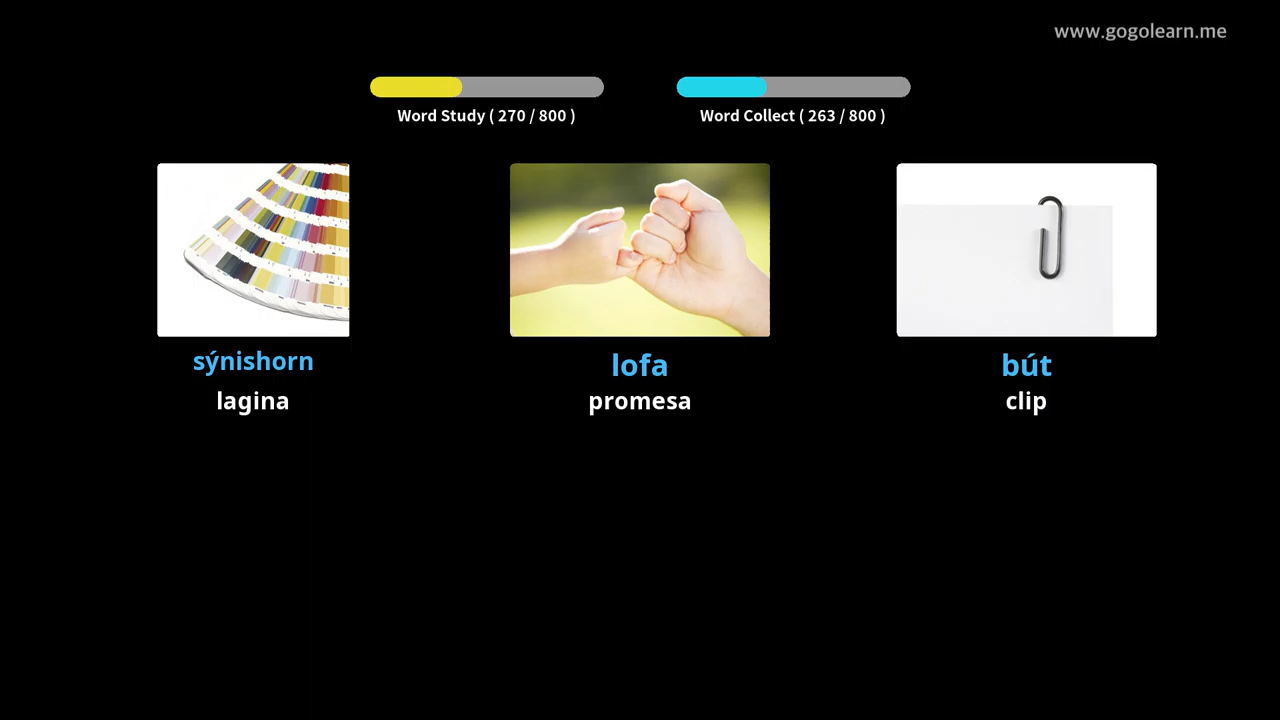 www.gogolearn.me
Word Study ( 270 / 800 )
Word Collect ( 263 / 800 )
sýnishorn
lofa
bút
lagina
promesa
clip